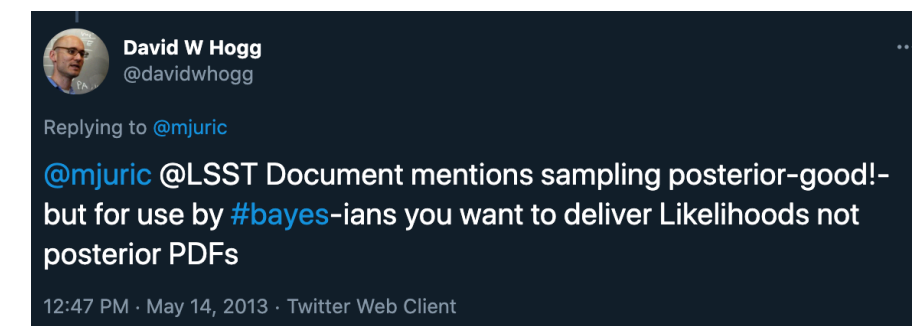 David W Hogg
@davidwhogg
Replying to @mjuric
@mjuric @LSST Document mentions sampling posterior-good!-
but for use by #bayes-ians you want to deliver Likelihoods not
posterior PDFs
12:47 PM · May 14, 2013 · Twitter Web Client